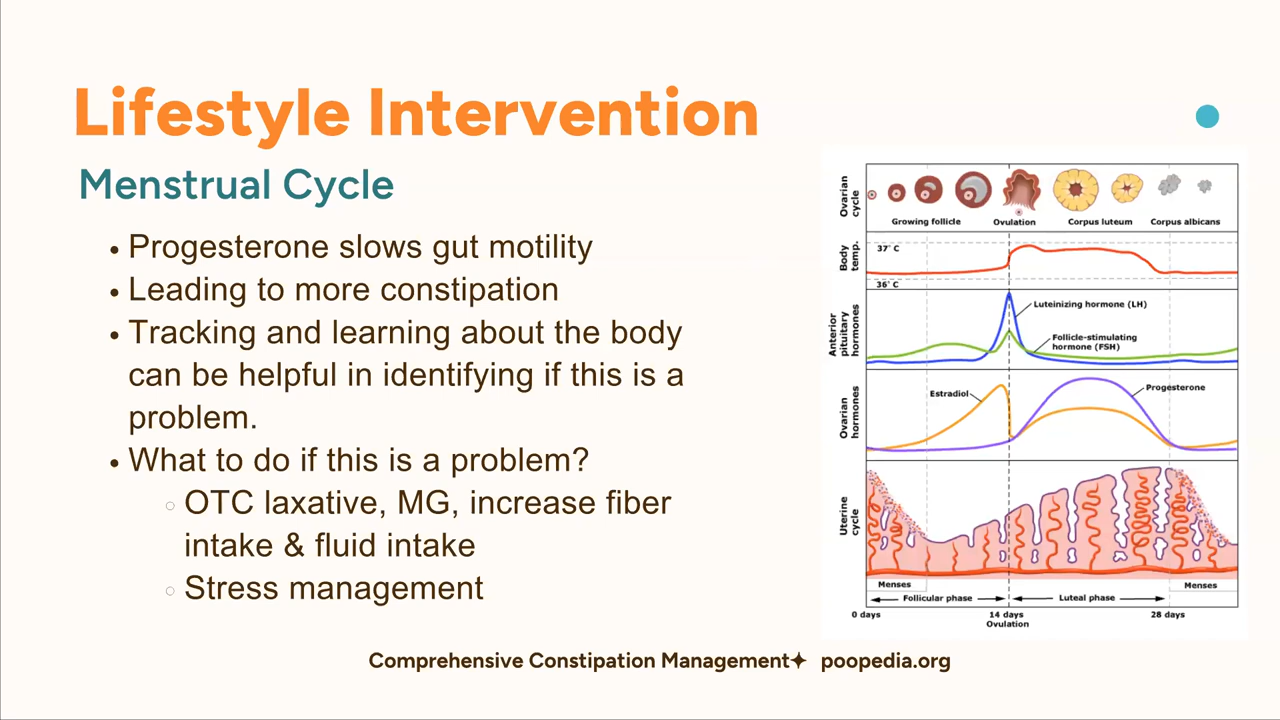 Lifestyle Intervention
Menstrual Cycle
• Progesterone slows gut motility
• Leading to more constipation
• Tracking and learning about the body
can be helpful in identifying if this is a
problem.
• What to do if this is a problem?
○ OTC laxative, MG, increase fiber
intake & fluid intake
○ Stress management
Ovarian
cycle
Growing follicle
Ovulation
Corpus luteum
Corpus albicans
Body
temp.
37° C
36° C
Anterior
pituitary
hormones
Luteinizing hormone (LH)
Follicle-stimulating
hormone (FSH)
Ovarian
hormones
Estradiol
Progesterone
Uterine
cycle
Menses
Menses
Follicular phase
Luteal phase
0 days
14 days
Ovulation
28 days
Comprehensive Constipation Management✦ poopedia.org